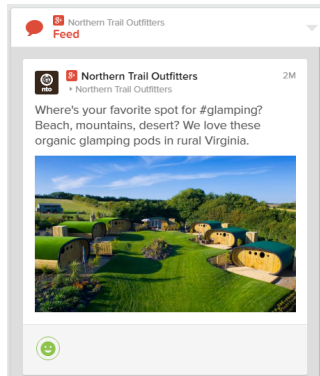 Northern Trail Outfitters
Feed
nto
Northern Trail Outfitters
2M
Northern Trail Outfitters
Where's your favorite spot for #glamping?
Beach, mountains, desert? We love these
organic glamping pods in rural Virginia.